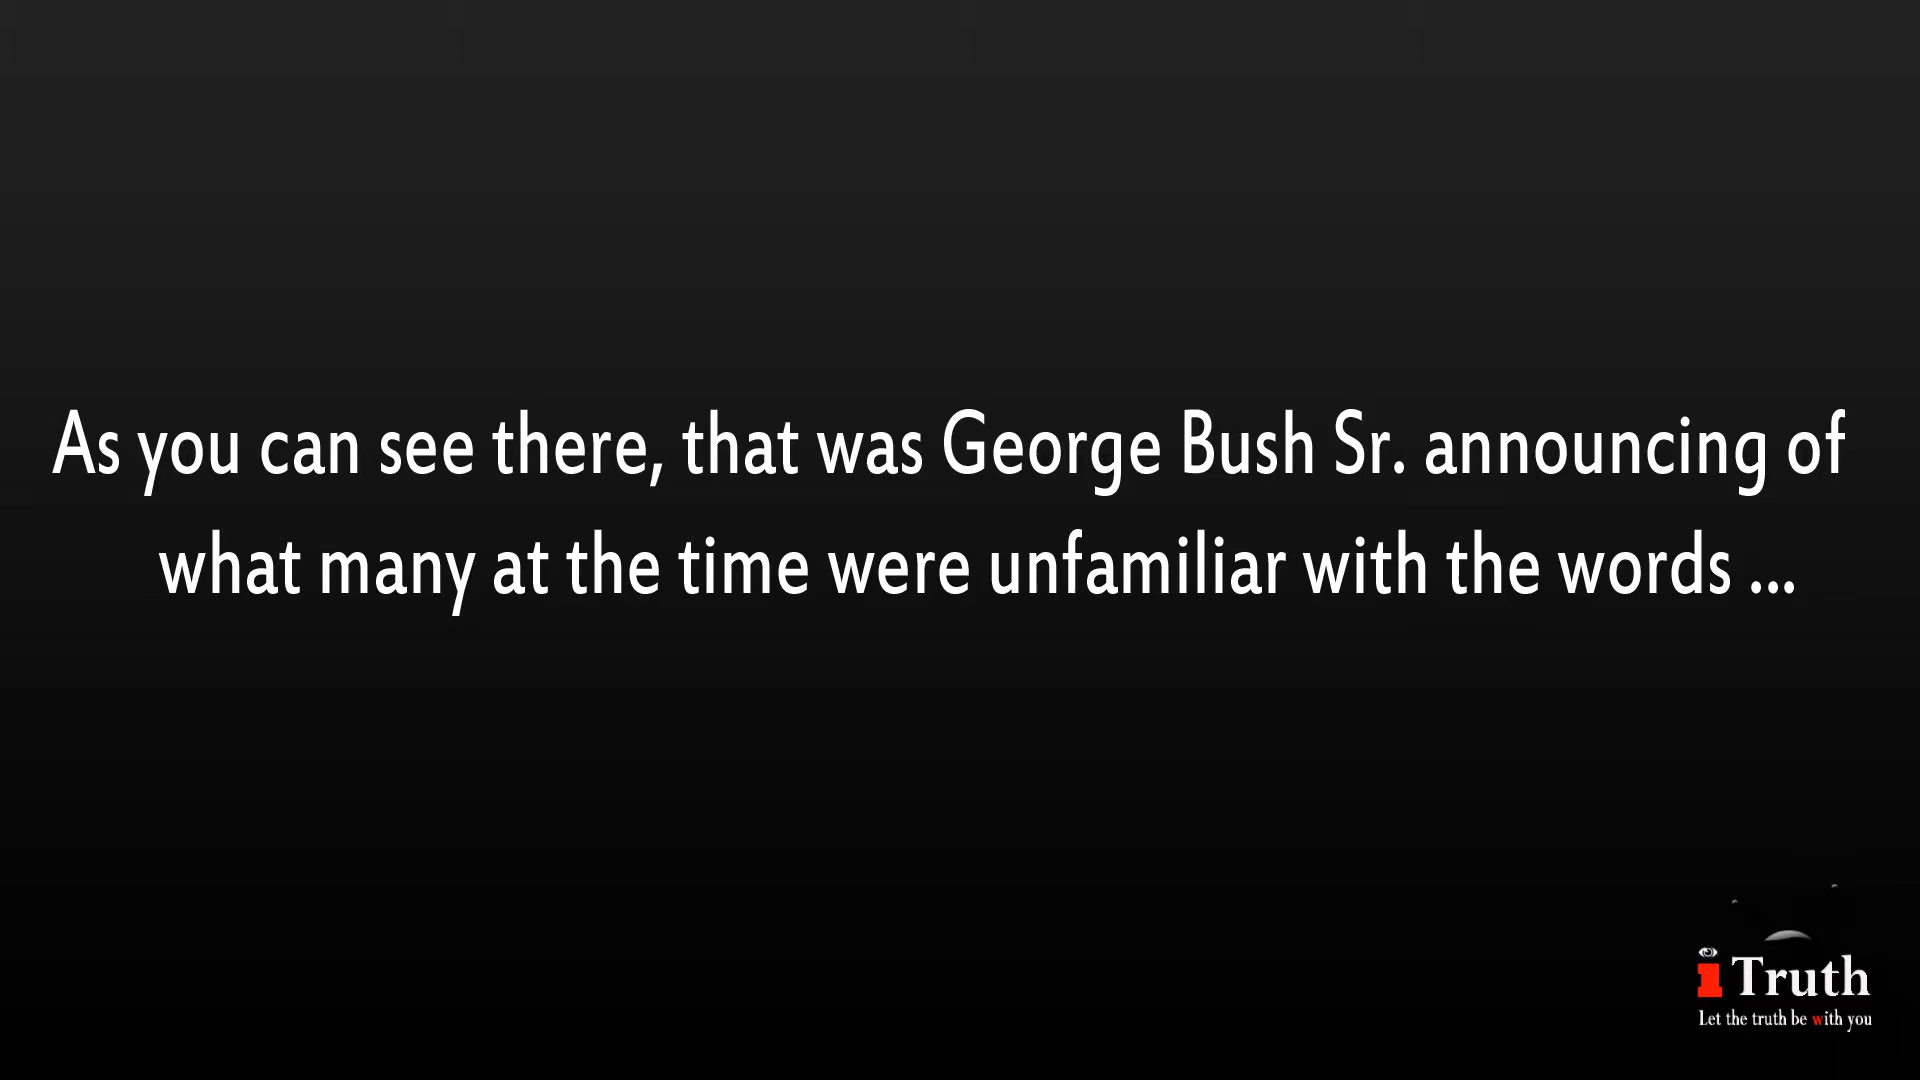 As you can see there, that was George Bush Sr. announcing of
what many at the time were unfamiliar with the words ...
i Truth
Let the truth be with you